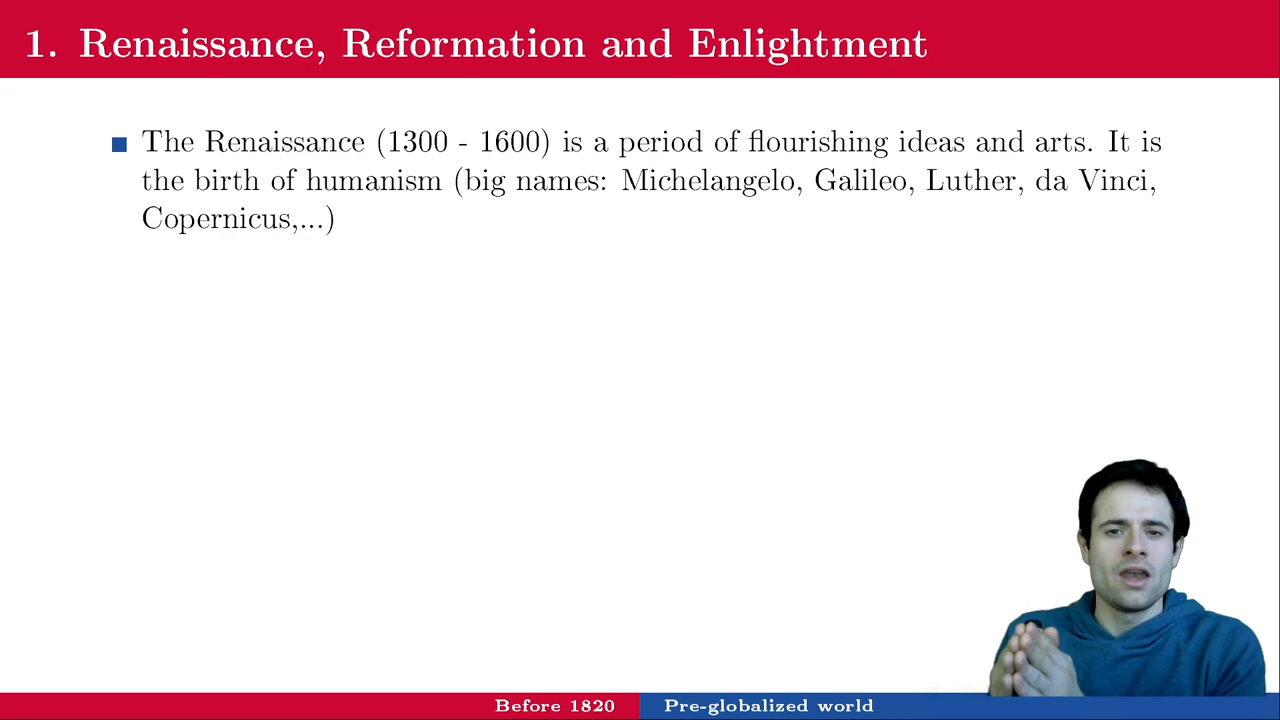 1. Renaissance, Reformation and Enlightment
The Renaissance (1300 - 1600) is a period of flourishing ideas and arts. It is
the birth of humanism (big names: Michelangelo, Galileo, Luther, da Vinci,
Copernicus,...)
Before 1820
Pre-globalized world